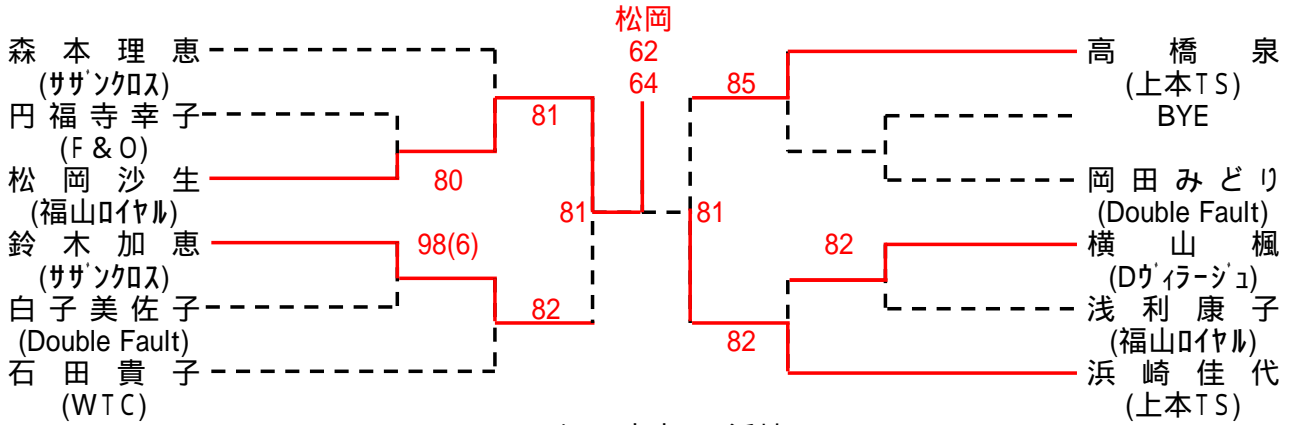 松岡
62
64
森本理恵
(ｻｻﾞﾝｸﾛｽ)
円福寺幸子
(F&O)
松岡沙生
(福山ﾛｲﾔﾙ)
鈴木加恵
(ｻｻﾞﾝｸﾛｽ)
白子美佐子
(Double Fault)
石田貴子
(WTC)
81
80
81
98(6)
82
85
81
82
82
高橋泉
(上本TS)
BYE
岡田みどり
(Double Fault)
横山楓
(Dｳﾞｨﾗｰｼﾞｭ)
浅利康子
(福山ﾛｲﾔﾙ)
浜崎佳代
(上本TS)